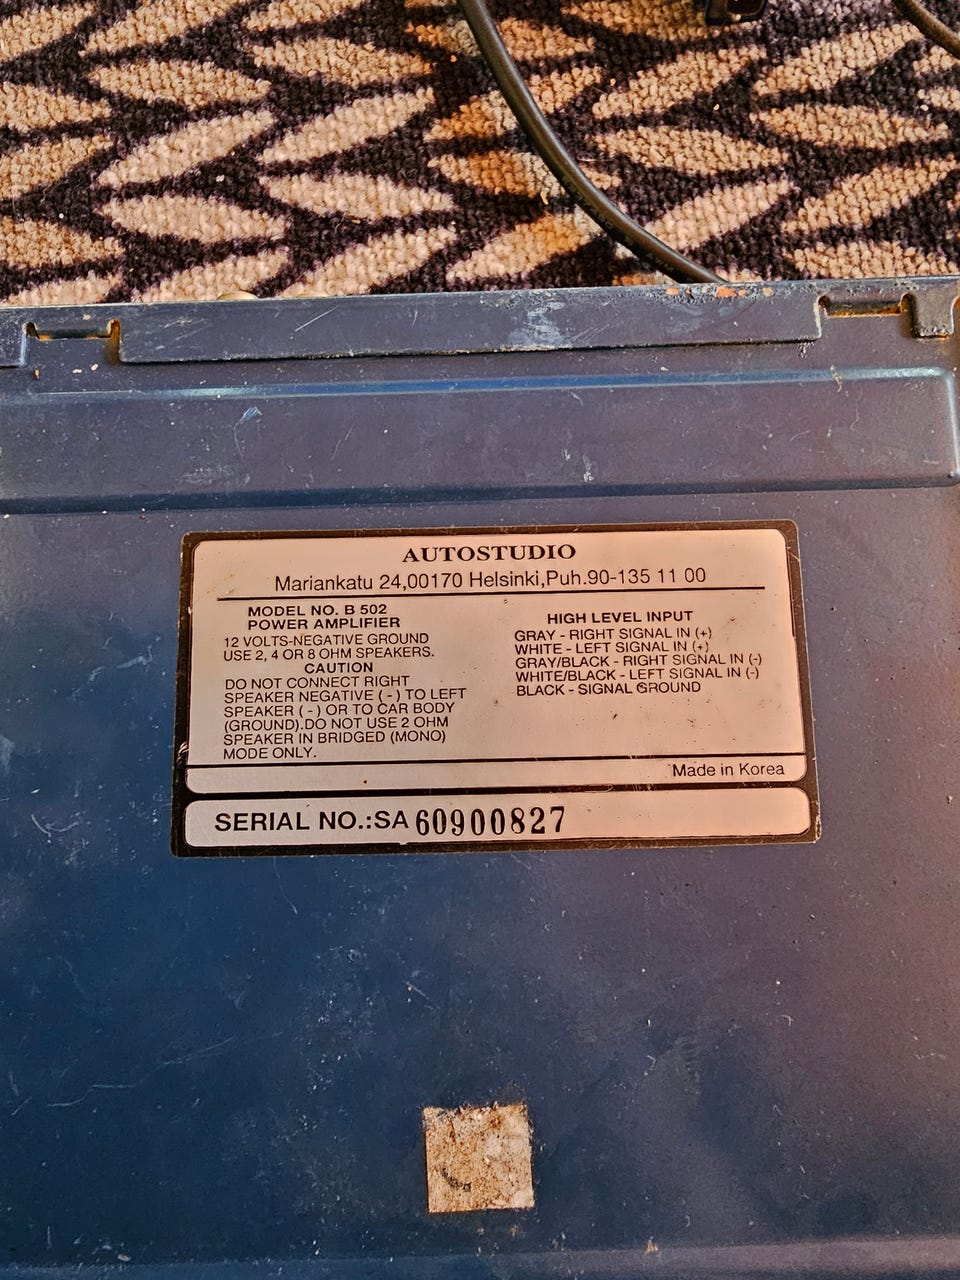 AUTOSTUDIO
Mariankatu 24,00170 Helsinki,Puh.90-135 11 00
MODEL NO. B 502
POWER AMPLIFIER
12 VOLTS-NEGATIVE GROUND
USE 2, 4 OR 8 OHM SPEAKERS.
CAUTION
DO NOT CONNECT RIGHT
SPEAKER NEGATIVE ( - ) TO LEFT
SPEAKER ( - ) OR TO CAR BODY
(GROUND).DO NOT USE 2 OHM
SPEAKER IN BRIDGED (MONO)
MODE ONLY.
HIGH LEVEL INPUT
GRAY - RIGHT SIGNAL IN (+)
WHITE - LEFT SIGNAL IN (+)
GRAY/BLACK - RIGHT SIGNAL IN (-)
WHITE/BLACK - LEFT SIGNAL IN (-)
BLACK - SIGNAL GROUND
Made in Korea
SERIAL NO.:SA 60900827